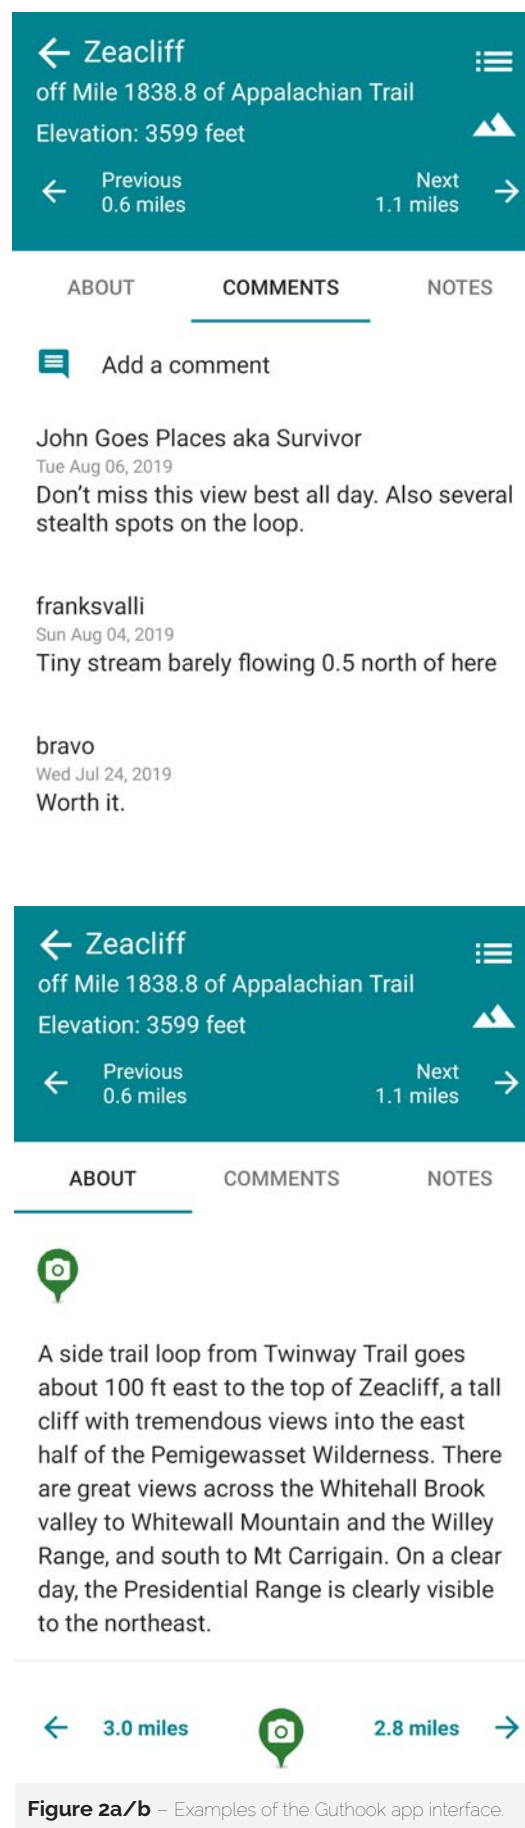 Zeacliff
off Mile 1838.8 of Appalachian Trail
Elevation: 3599 feet
Previous Next
0.6 miles 1.1 miles
ABOUT COMMENTS NOTES
Add a comment
John Goes Places aka Survivor
Tue Aug 06, 2019
Don't miss this view best all day. Also several
stealth spots on the loop.
franksvalli
Sun Aug 04, 2019
Tiny stream barely flowing 0.5 north of here
bravo
Wed Jul 24, 2019
Worth it.
Zeacliff
off Mile 1838.8 of Appalachian Trail
Elevation: 3599 feet
Previous Next
0.6 miles 1.1 miles
ABOUT COMMENTS NOTES
A side trail loop from Twinway Trail goes
about 100 ft east to the top of Zeacliff, a tall
cliff with tremendous views into the east
half of the Pemigewasset Wilderness. There
are great views across the Whitehall Brook
valley to Whitewall Mountain and the Willey
Range, and south to Mt Carrigain. On a clear
day, the Presidential Range is clearly visible
to the northeast.
3.0 miles 2.8 miles
Figure 2a/b – Examples of the Guthook app interface.